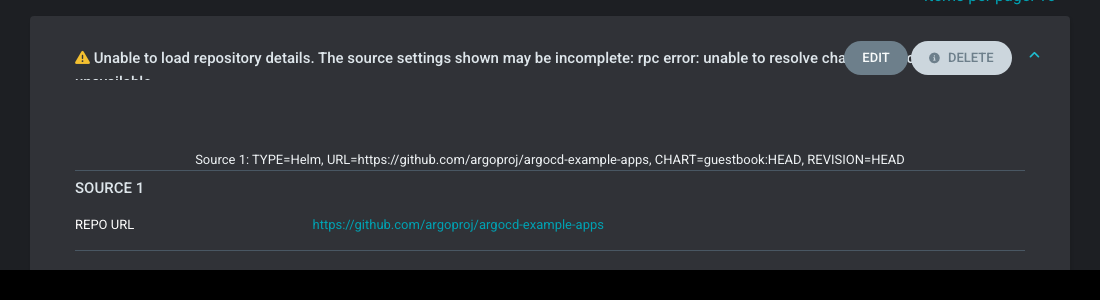 Unable to load repository details. The source settings shown may be incomplete: rpc error: unable to resolve
EDIT
DELETE
Source 1: TYPE=Helm, URL=https://github.com/argoproj/argocd-example-apps, CHART=guestbook:HEAD, REVISION=HEAD
SOURCE 1
REPO URL
https://github.com/argoproj/argocd-example-apps